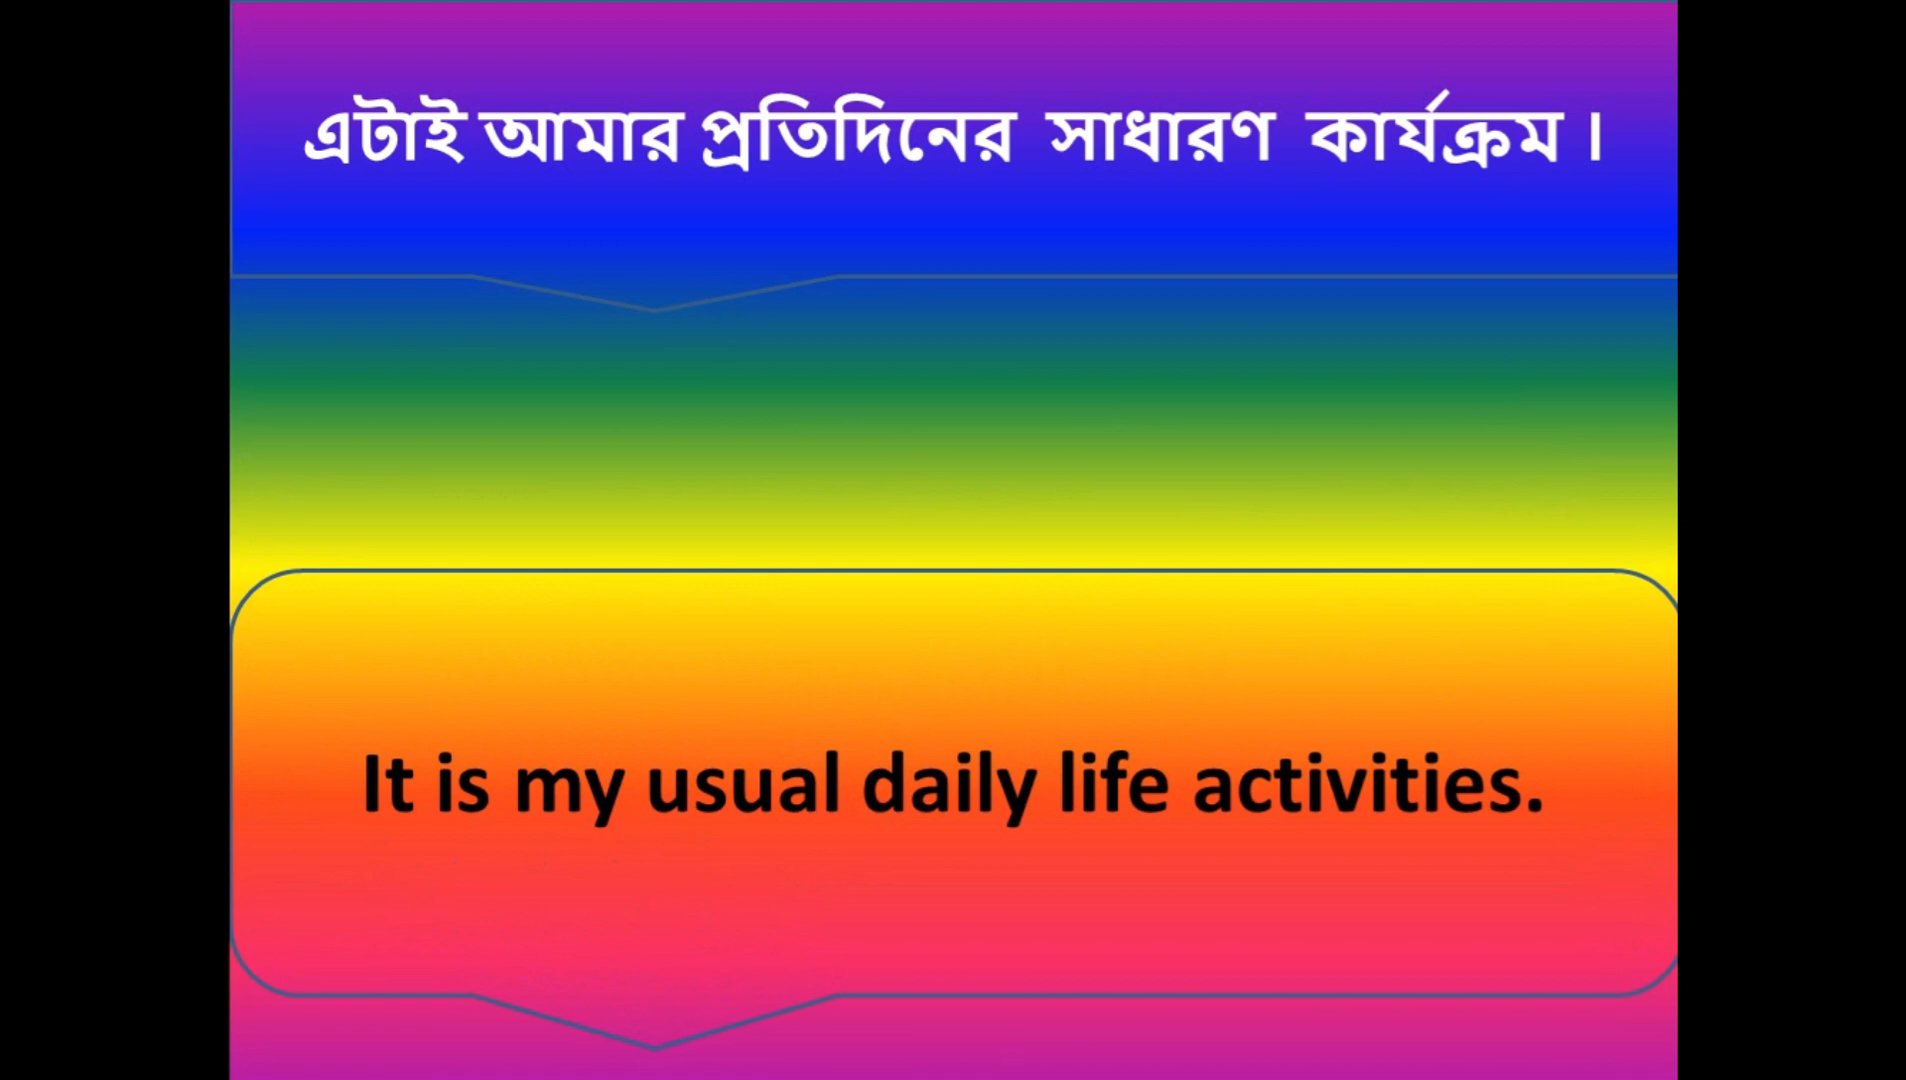 এটাই আমার প্রতিদিনের সাধারণ কার্যক্রম ।
It is my usual daily life activities.